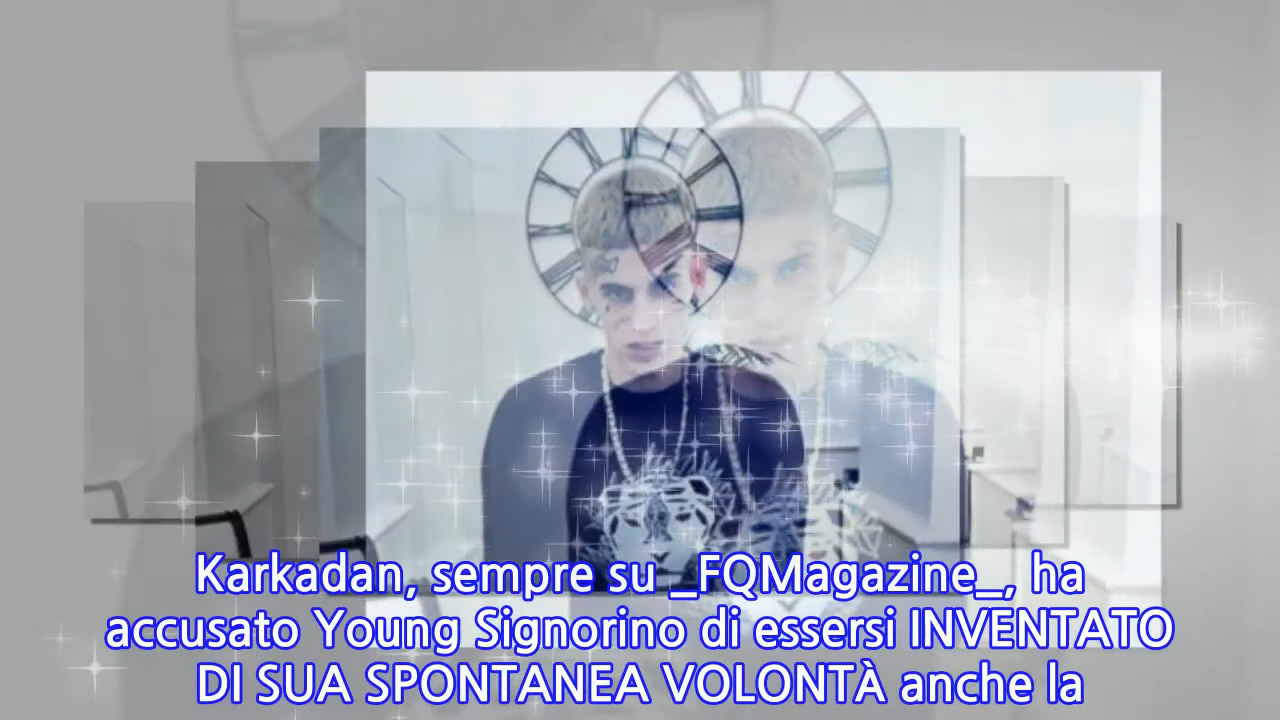 Karkadan, sempre su _FQMagazine_, ha
accusato Young Signorino di essersi INVENTATO
DI SUA SPONTANEA VOLONTÀ anche la